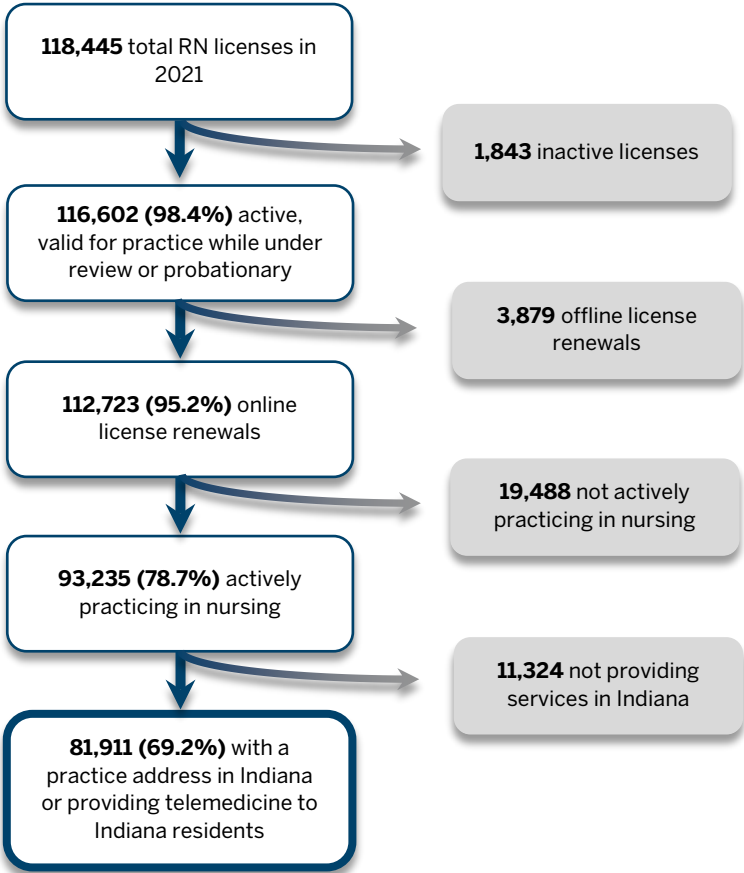 118,445 total RN licenses in
2021
1,843 inactive licenses
116,602 (98.4%) active,
valid for practice while under
review or probationary
3,879 offline license
renewals
112,723 (95.2%) online
license renewals
19,488 not actively
practicing in nursing
93,235 (78.7%) actively
practicing in nursing
11,324 not providing
services in Indiana
81,911 (69.2%) with a
practice address in Indiana
or providing telemedicine to
Indiana residents